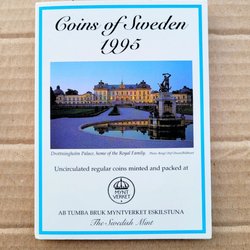 Coins of Sweden
1995
Drottningholm Palace, home of the Royal Family.
Uncirculated regular coins minted and packed at
MYNT
VERKET
AB TUMBA BRUK MYNTVERKET ESKILSTUNA
The Swedish Mint